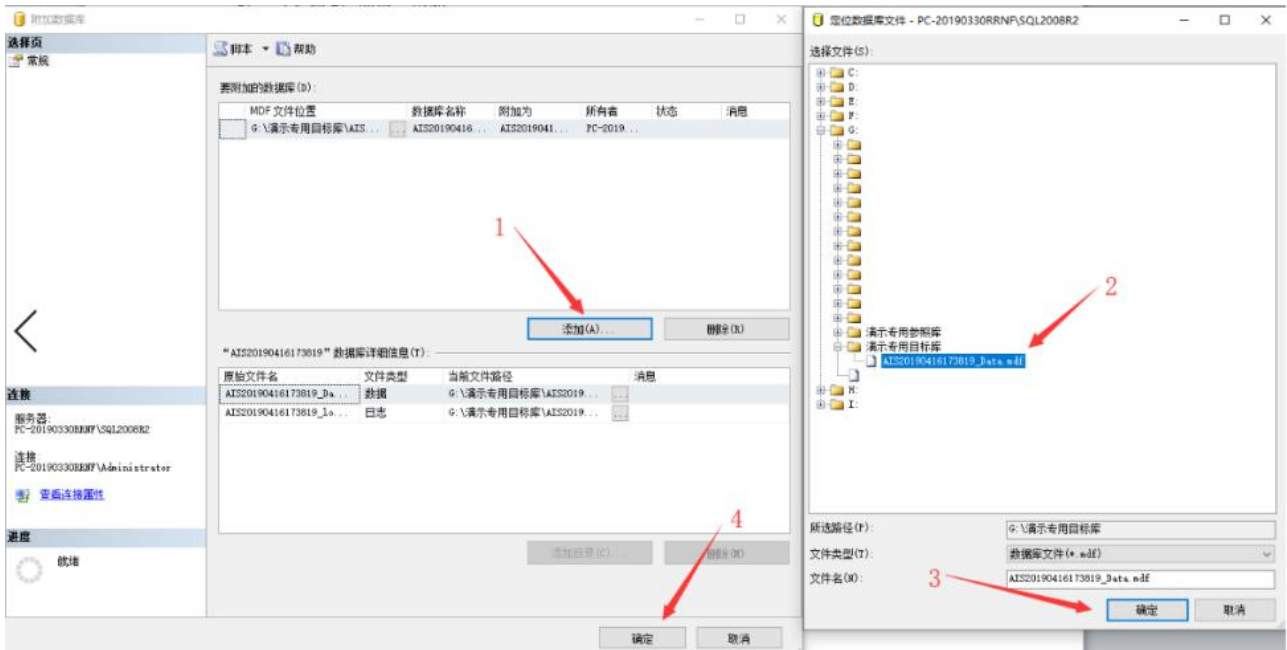 附加数据库
选择页
常规
脚本
帮助
要附加的数据库(D):
MDF 文件位置 数据库名称 附加为 所有者 状态 消息
G:\演示专用目标库\AIS... ... AIS20190416... AIS2019041... PC-2019...
1
添加(A)...
删除(R)
"AIS20190416173819" 数据库详细信息(T):
原始文件名 文件类型 当前文件路径 消息
AIS20190416173819_Da... 数据 G:\演示专用目标库\AIS2019... ...
AIS20190416173819_lo... 日志 G:\演示专用目标库\AIS2019... ...
连接
服务器:
PC-20190330RRNF\SQL2008R2
连接:
PC-20190330RRNF\Administrator
查看连接属性
进度
就绪
4
添加目录(C)...
删除(M)
确定
取消
定位数据库文件 - PC-20190330RRNF\SQL2008R2
选择文件(S):
C:
D:
E:
F:
G:
2
演示专用参照库
演示专用目标库
AIS20190416173819_Data.mdf
H:
I:
所选路径(P): G:\演示专用目标库
文件类型(T): 数据库文件(*.mdf)
文件名(N): AIS20190416173819_Data.mdf
3
确定
取消